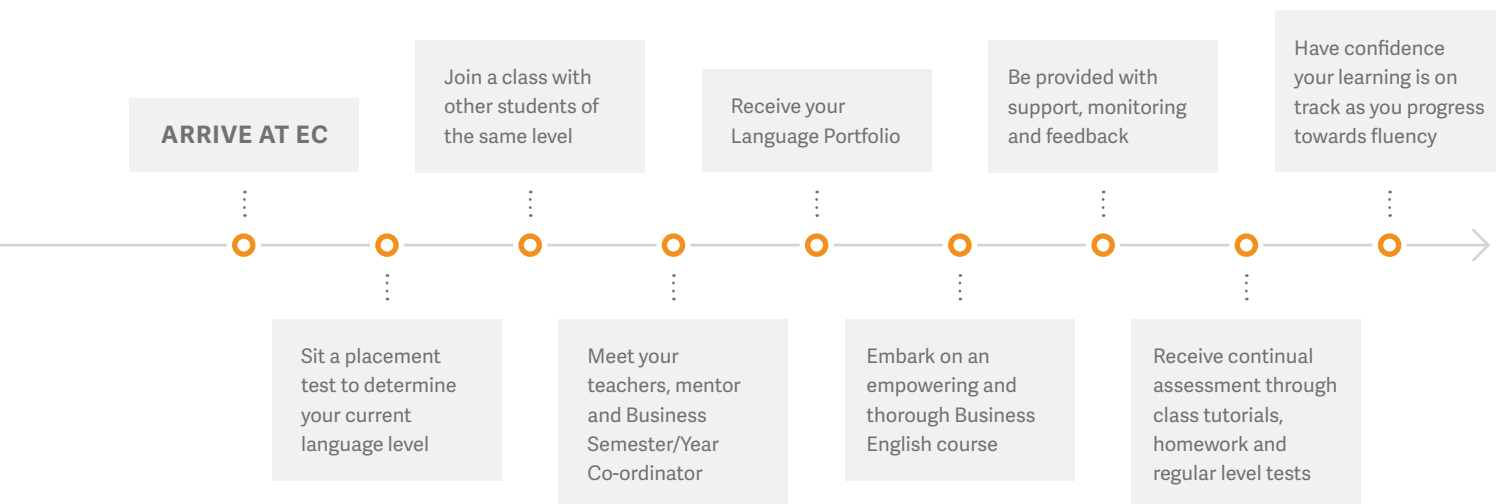 ARRIVE AT EC
Sit a placement
test to determine
your current
language level
Join a class with
other students of
the same level
Meet your
teachers, mentor
and Business
Semester/Year
Co-ordinator
Receive your
Language Portfolio
Embark on an
empowering and
thorough Business
English course
Be provided with
support, monitoring
and feedback
Receive continual
assessment through
class tutorials,
homework and
regular level tests
Have confidence
your learning is on
track as you progress
towards fluency